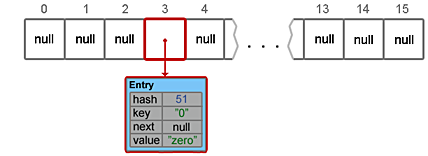 0 1 2 3 4 13 14 15
null null null null . . . null null null
Entry
hash 51
key "0"
next null
value "zero"